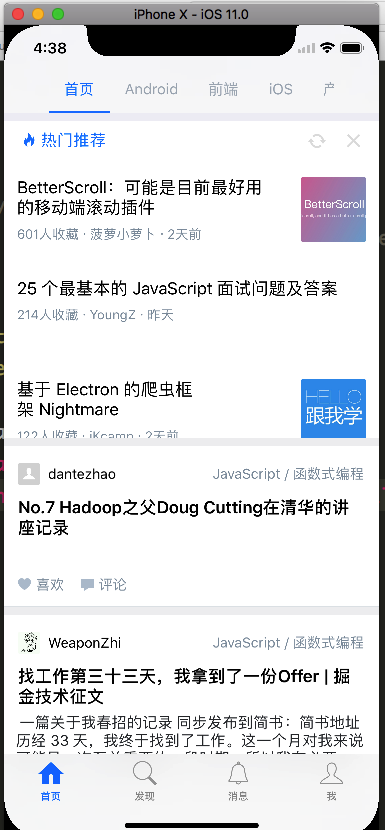 iPhone X - iOS 11.0
4:38
首页 Android 前端 iOS
热门推荐
BetterScroll：可能是目前最好用
的移动端滚动插件
BetterScroll
601人收藏 · 菠萝小萝卜 · 2天前
25 个最基本的 JavaScript 面试问题及答案
214人收藏 · YoungZ · 昨天
基于 Electron 的爬虫框
架 Nightmare
HELLO
跟我学
122人收藏 · iKcamp · 2天前
dantezhao JavaScript / 函数式编程
No.7 Hadoop之父Doug Cutting在清华的讲
座记录
喜欢 评论
WeaponZhi JavaScript / 函数式编程
找工作第三十三天，我拿到了一份Offer | 掘
金技术征文
一篇关于我春招的记录 同步发布到简书：简书地址
历经 33 天，我终于找到了工作。这一个月对我来说
首页 发现 消息 我